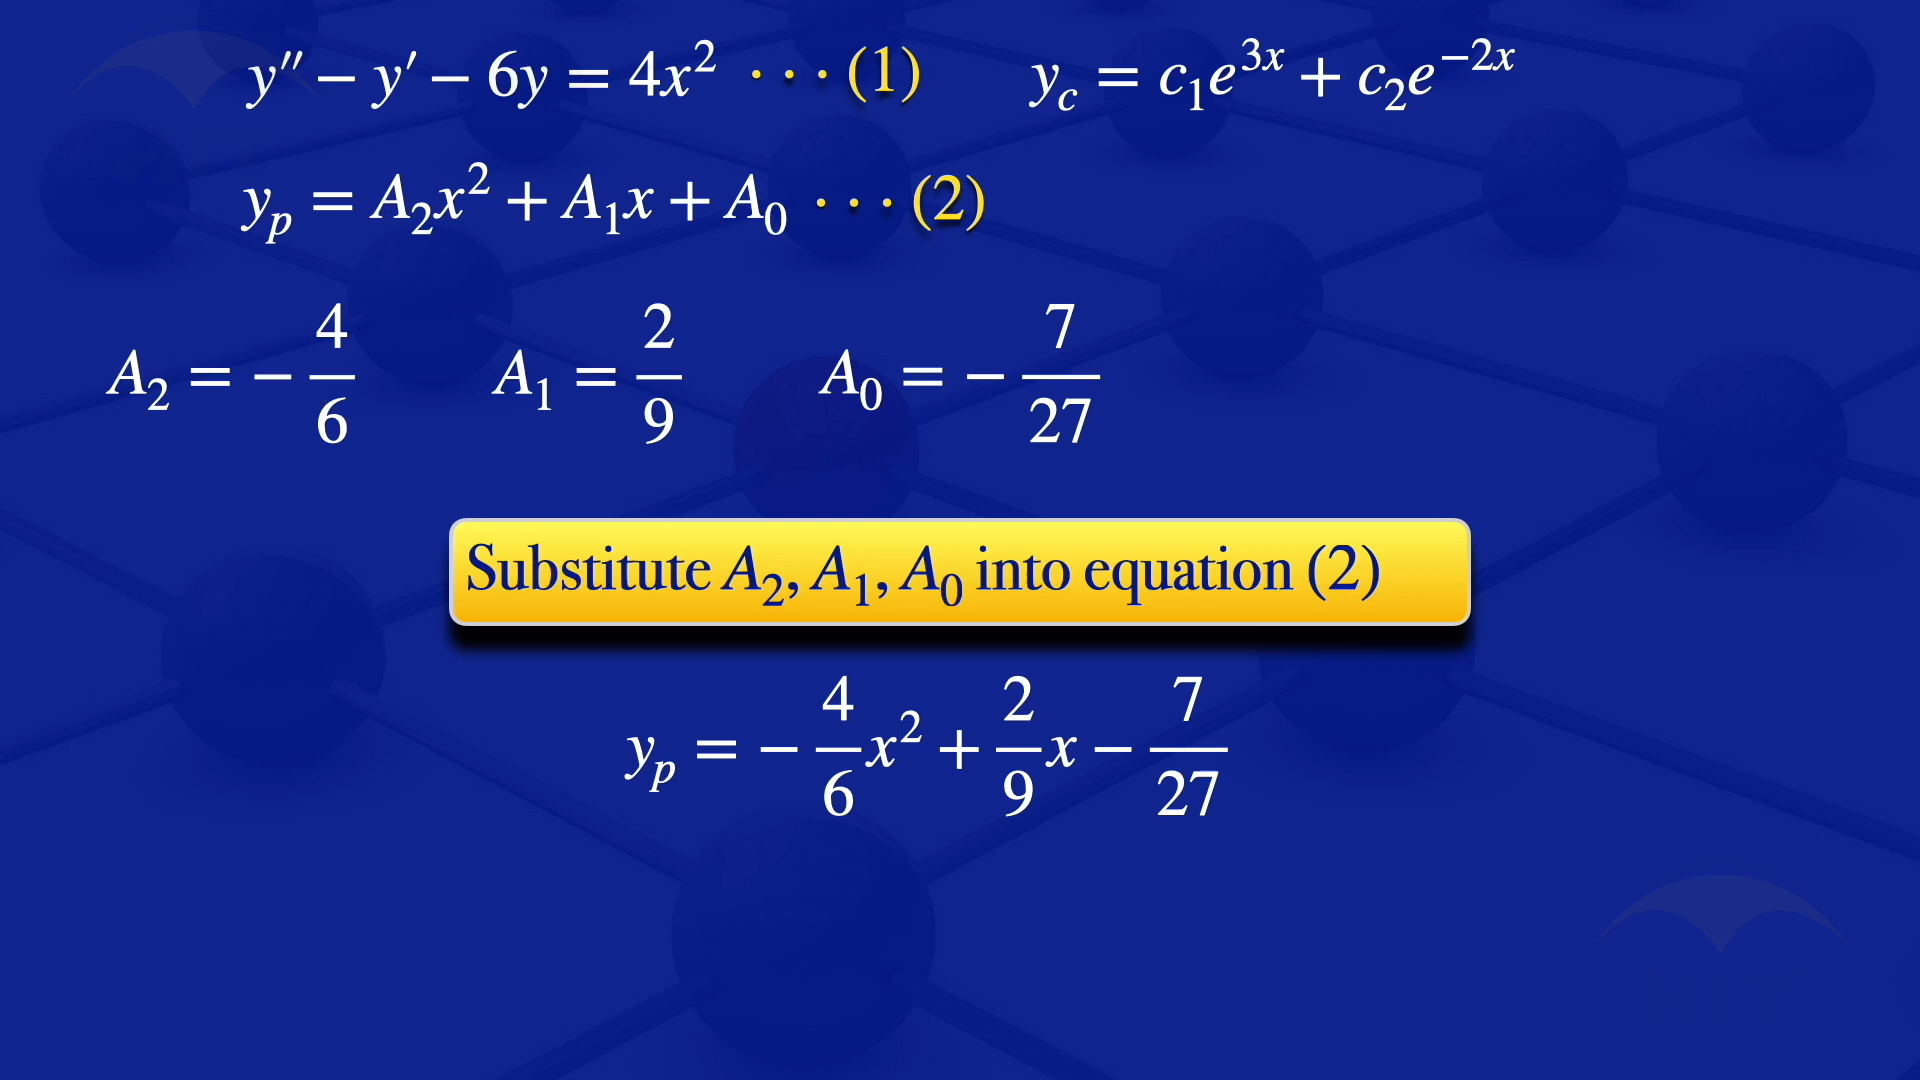 y″ − y′ − 6y = 4x² · · · (1)  y_c = c₁e^{3x} + c₂e^{−2x}
y_p = A₂x² + A₁x + A₀ · · · (2)
A₂ = −4/6  A₁ = 2/9  A₀ = −7/27
Substitute A₂, A₁, A₀ into equation (2)
y_p = −4/6 x² + 2/9 x − 7/27